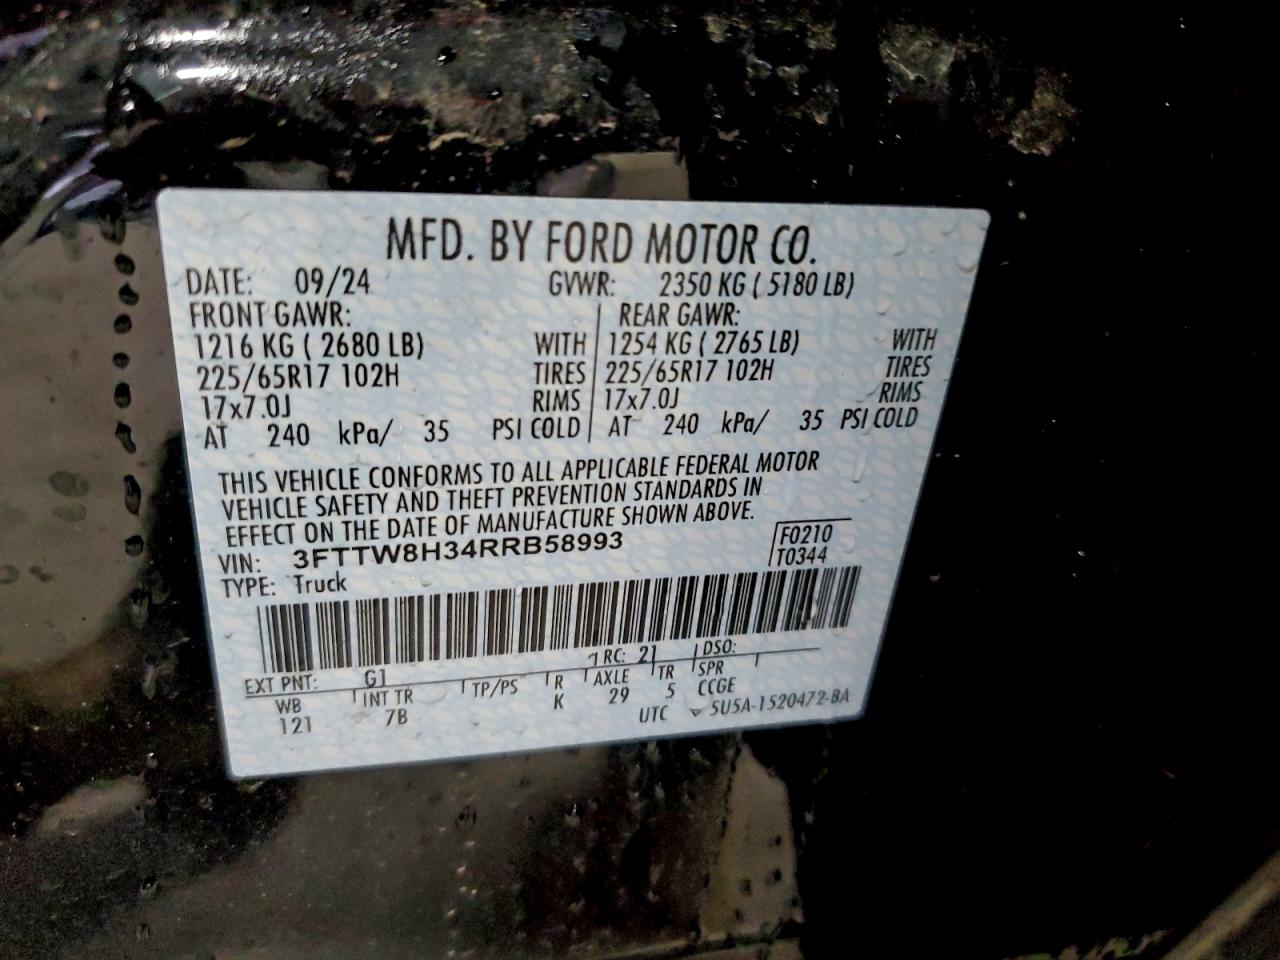 MFD. BY FORD MOTOR CO.
DATE: 09/24 GVWR: 2350 KG ( 5180 LB)
FRONT GAWR: REAR GAWR:
1216 KG ( 2680 LB) WITH 1254 KG ( 2765 LB) WITH
225/65R17 102H TIRES 225/65R17 102H TIRES
17x7.0J RIMS 17x7.0J RIMS
AT 240 kPa/ 35 PSI COLD AT 240 kPa/ 35 PSI COLD
THIS VEHICLE CONFORMS TO ALL APPLICABLE FEDERAL MOTOR
VEHICLE SAFETY AND THEFT PREVENTION STANDARDS IN
EFFECT ON THE DATE OF MANUFACTURE SHOWN ABOVE.
VIN: 3FTTW8H34RRB58993 F0210
TYPE: Truck T0344
EXT PNT: G1 RC: 21 DSO:
WB INT TR TP/PS R AXLE TR SPR
121 7B K 29 5 CCGE
UTC 5U5A-1520472-BA